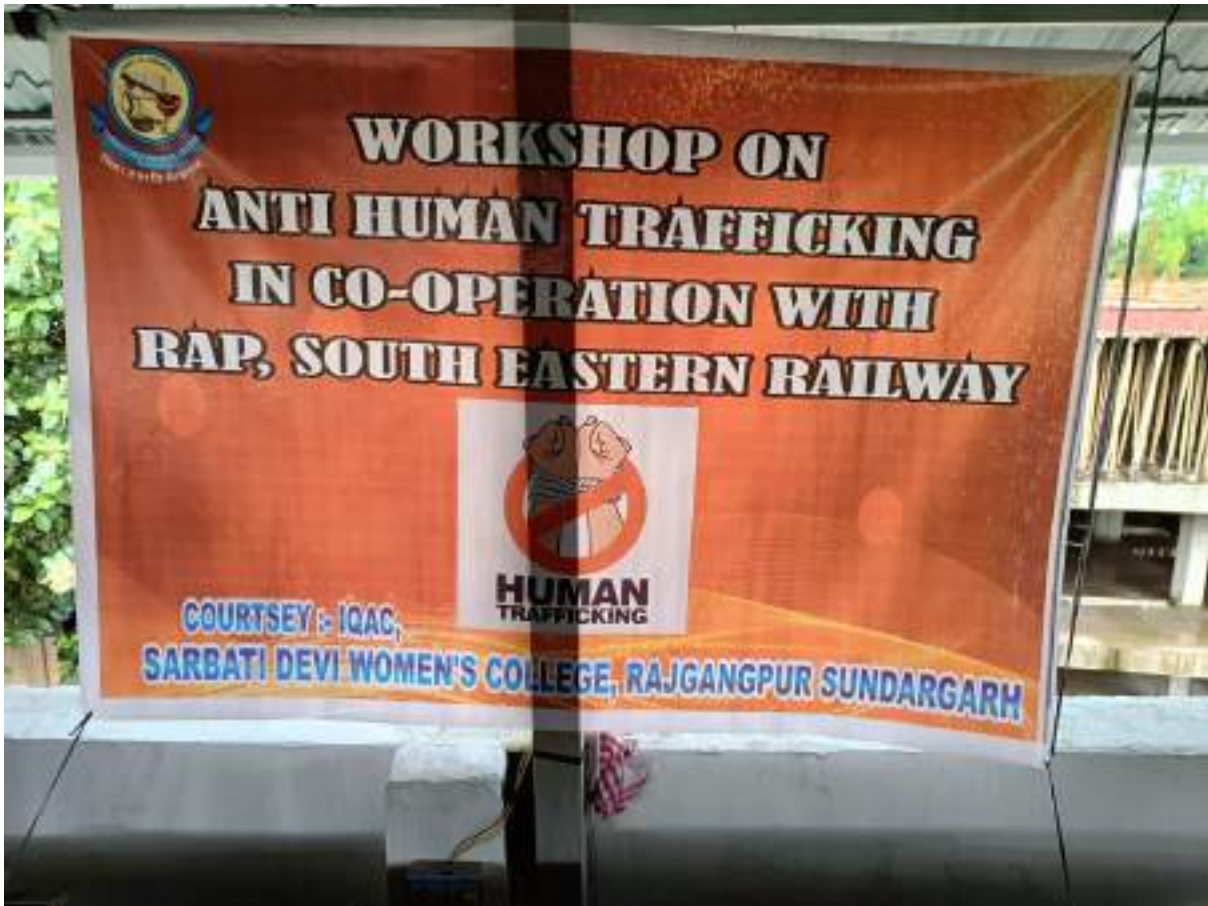 WORKSHOP ON
ANTI HUMAN TRAFFICKING
IN CO-OPERATION WITH
RAP, SOUTH EASTERN RAILWAY
HUMAN
TRAFFICKING
COURTSEY :- IQAC,
SARBATI DEVI WOMEN'S COLLEGE, RAJGANGPUR SUNDARGARH